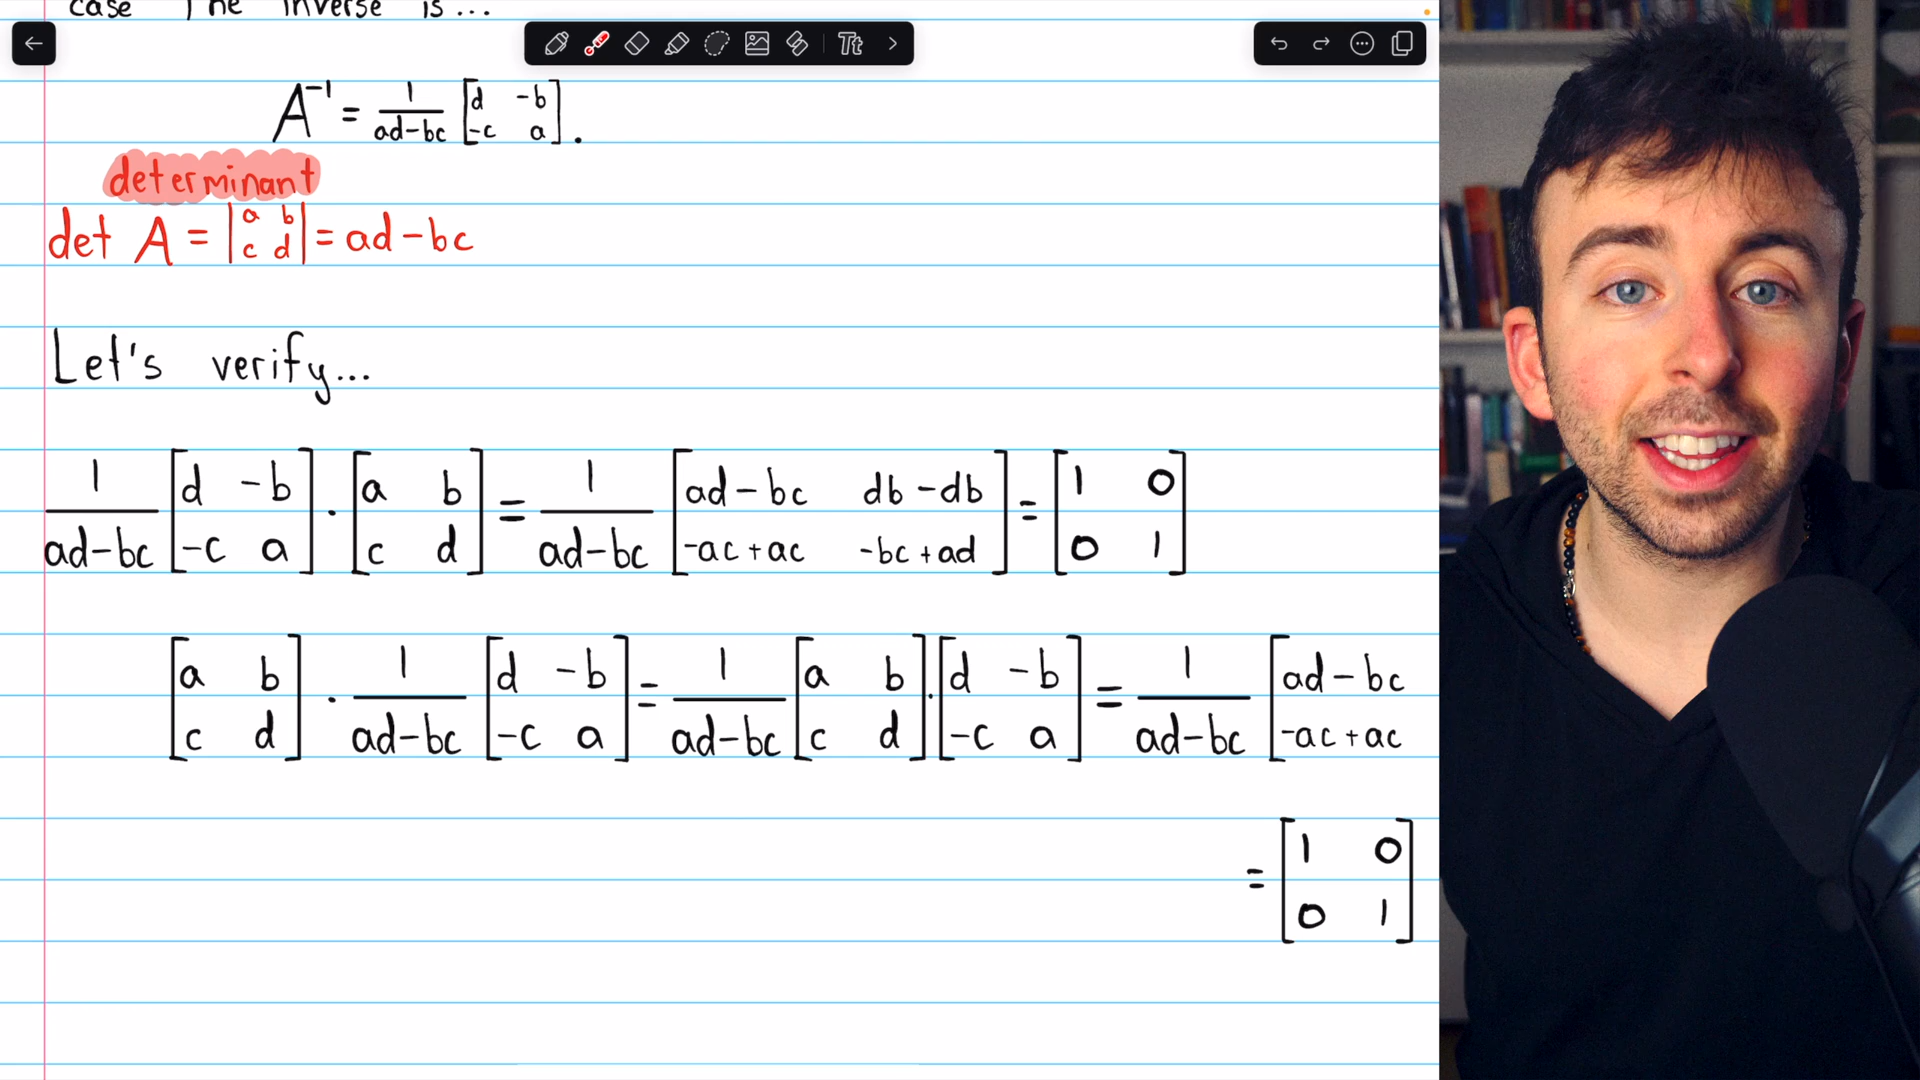 case The inverse is...
Tt
A⁻¹ = 1/(ad-bc) [d -b; -c a].
determinant
det A = |a b; c d| = ad-bc
Let's verify...
1/(ad-bc) [d -b; -c a] · [a b; c d] = 1/(ad-bc) [ad-bc db-db; -ac+ac -bc+ad] = [1 0; 0 1]
[a b; c d] · 1/(ad-bc) [d -b; -c a] = 1/(ad-bc) [a b; c d] · [d -b; -c a] = 1/(ad-bc) [ad-bc; -ac+ac
= [1 0; 0 1]